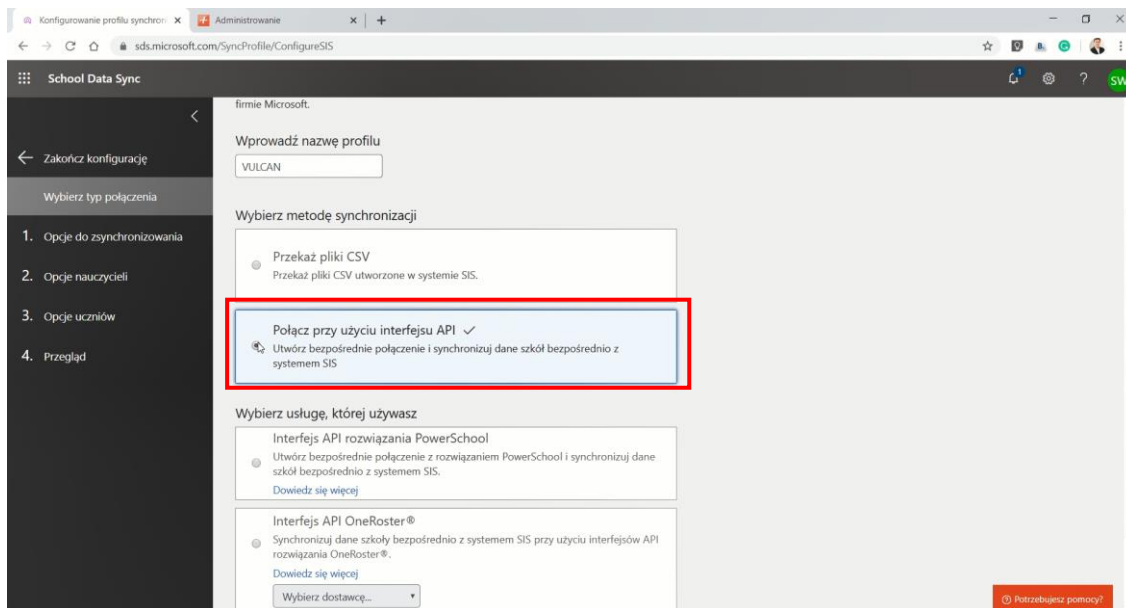 Konfigurowanie profilu synchroni
Administrowanie
sds.microsoft.com/SyncProfile/ConfigureSIS
School Data Sync
1
?
SW
firmie Microsoft.
Zakończ konfigurację
Wybierz typ połączenia
1. Opcje do zsynchronizowania
2. Opcje nauczycieli
3. Opcje uczniów
4. Przegląd
Wprowadź nazwę profilu
VULCAN
Wybierz metodę synchronizacji
Przekaż pliki CSV
Przekaż pliki CSV utworzone w systemie SIS.
Połącz przy użyciu interfejsu API
Utwórz bezpośrednie połączenie i synchronizuj dane szkół bezpośrednio z
systemem SIS
Wybierz usługę, której używasz
Interfejs API rozwiązania PowerSchool
Utwórz bezpośrednie połączenie z rozwiązaniem PowerSchool i synchronizuj dane
szkół bezpośrednio z systemem SIS.
Dowiedz się więcej
Interfejs API OneRoster®
Synchronizuj dane szkoły bezpośrednio z systemem SIS przy użyciu interfejsów API
rozwiązania OneRoster®.
Dowiedz się więcej
Wybierz dostawcę...
Potrzebujesz pomocy?